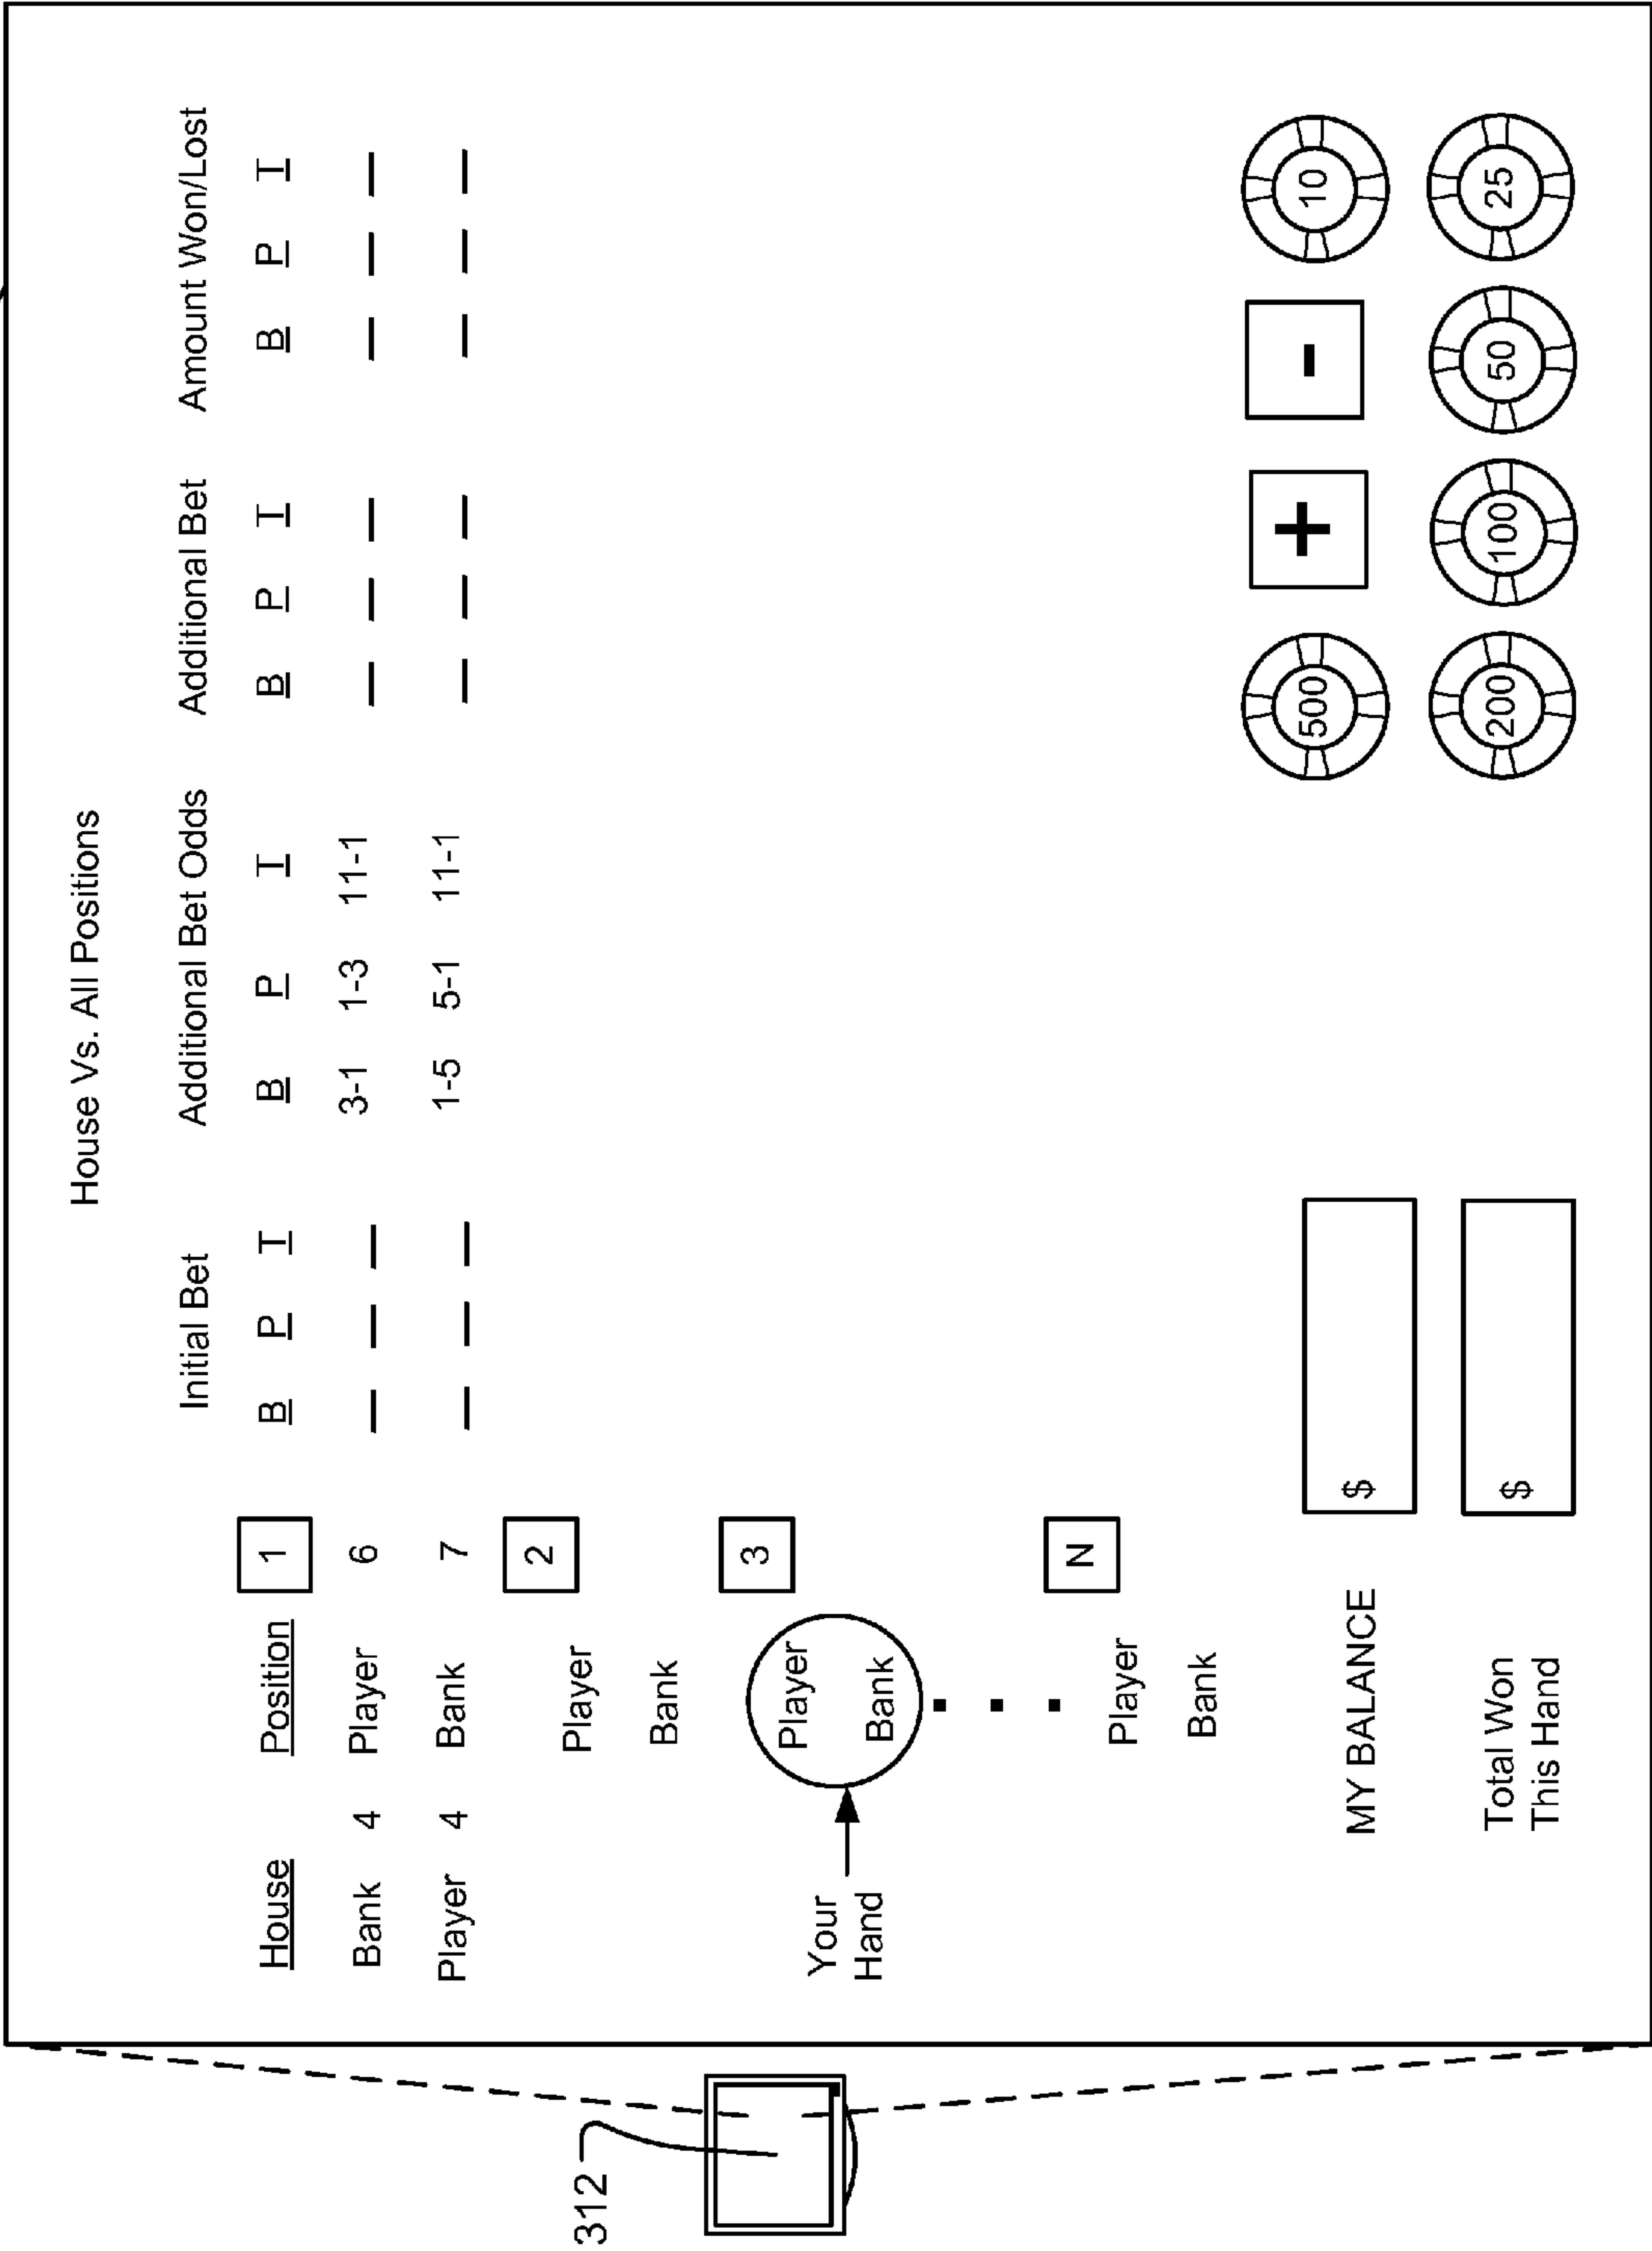 House Vs. All Positions
Initial Bet Additional Bet Odds Additional Bet Amount Won/Lost
House Position 1 B P T B P T B P T B P T
Bank 4 Player 6 3-1 1-3 11-1
Player 4 Bank 7 1-5 5-1 11-1
2
Player
Bank
3
Your
Hand
Player
Bank
N
Player
Bank
500 + - 10
MY BALANCE $
200 100 50 25
Total Won
This Hand
$
312